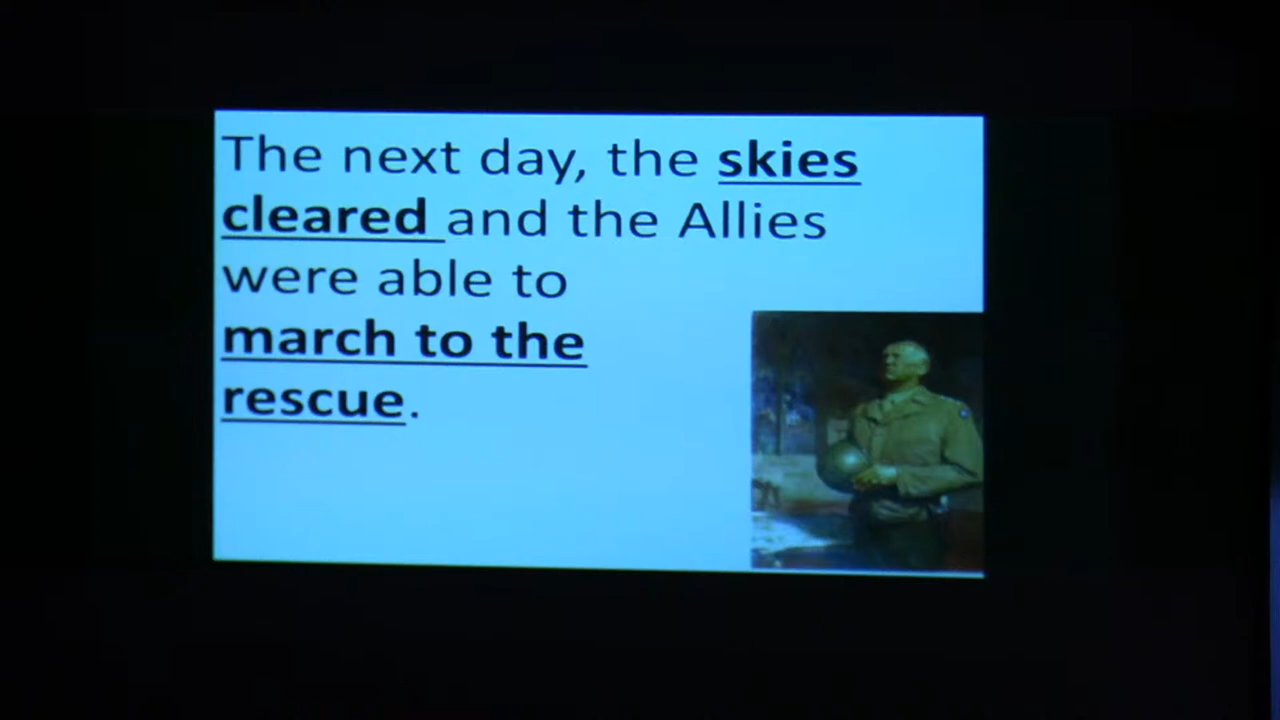 The next day, the skies
cleared and the Allies
were able to
march to the
rescue.